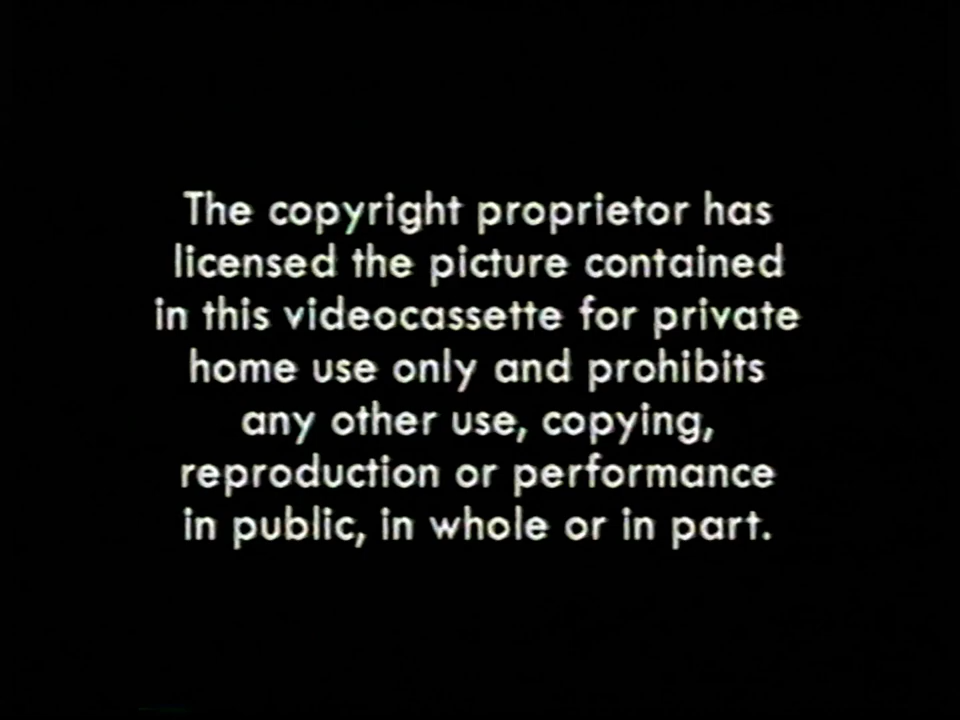 The copyright proprietor has
licensed the picture contained
in this videocassette for private
home use only and prohibits
any other use, copying,
reproduction or performance
in public, in whole or in part.